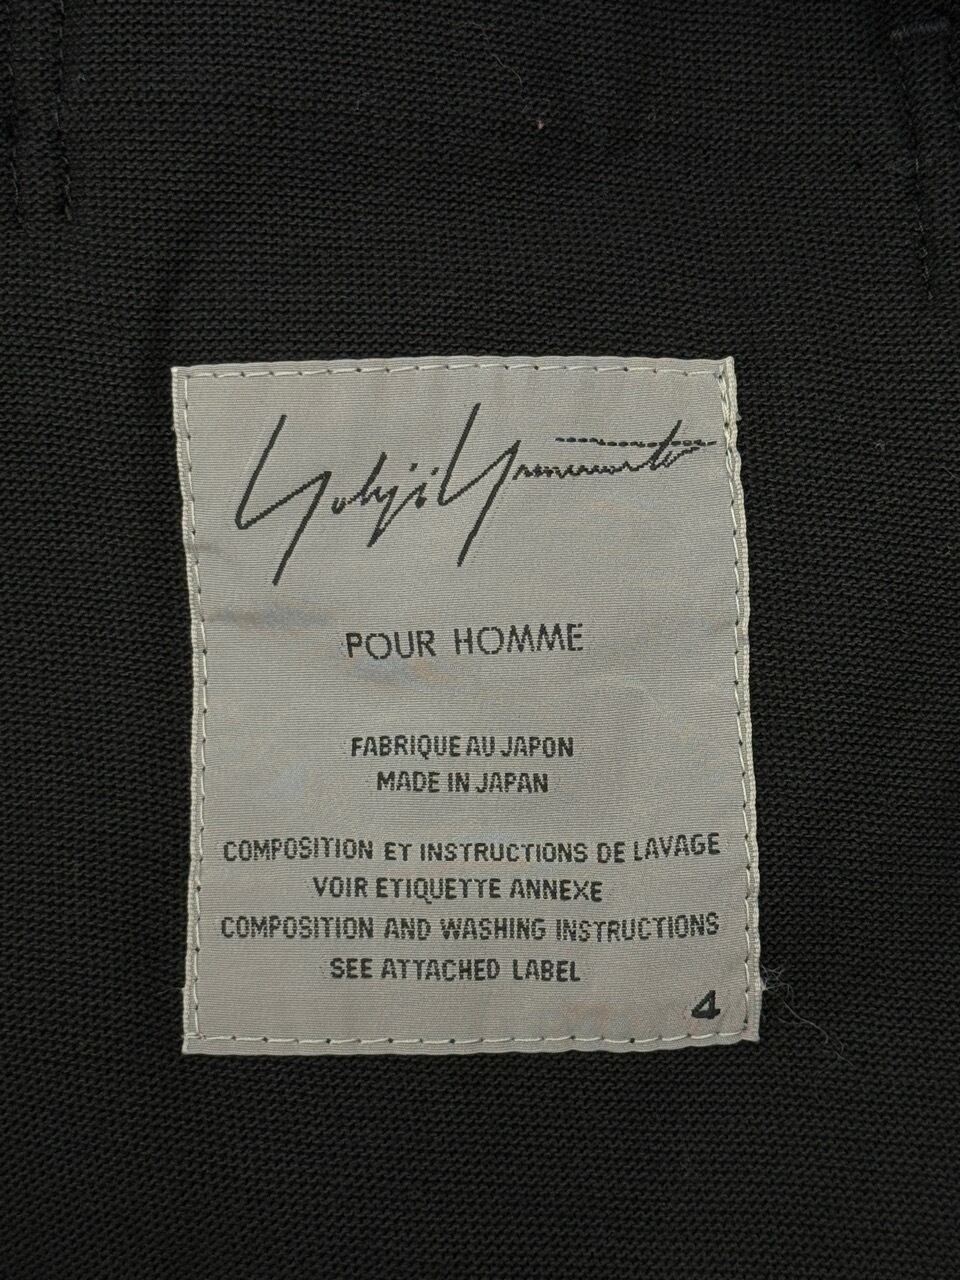 Yohji Yamamoto
POUR HOMME
FABRIQUE AU JAPON
MADE IN JAPAN
COMPOSITION ET INSTRUCTIONS DE LAVAGE
VOIR ETIQUETTE ANNEXE
COMPOSITION AND WASHING INSTRUCTIONS
SEE ATTACHED LABEL
4